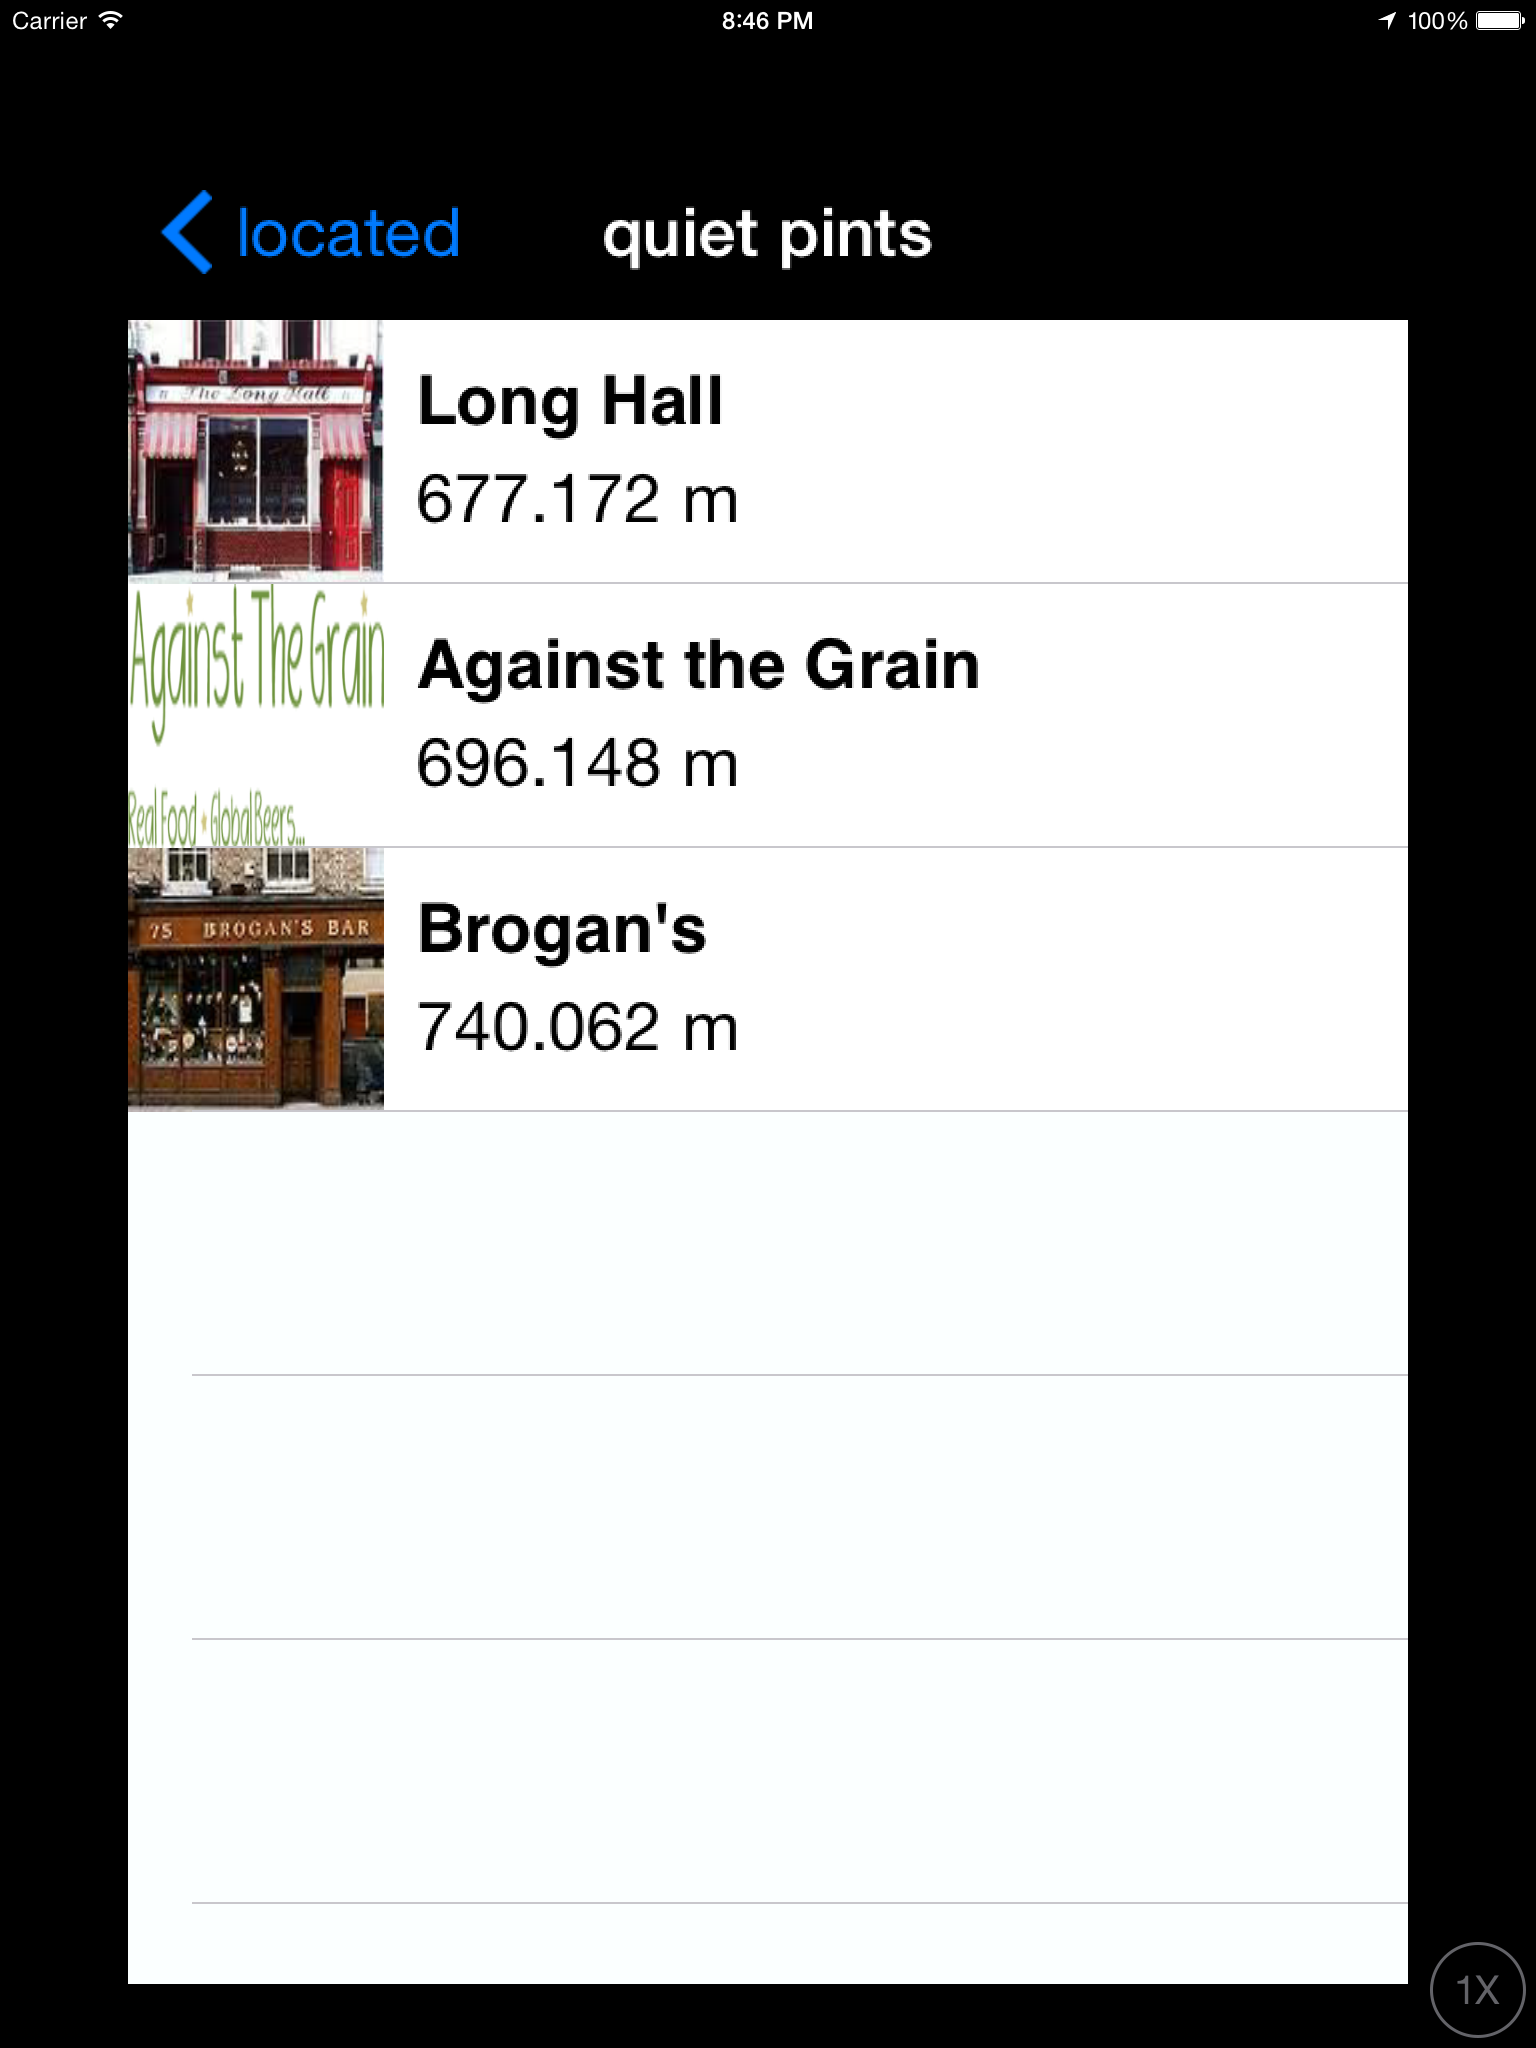 Carrier 8:46 PM 100%
located quiet pints
The Long Hall
Long Hall
677.172 m
Against The Grain
Real Food Global Beers...
Against the Grain
696.148 m
75 BROGAN'S BAR
Brogan's
740.062 m
1X